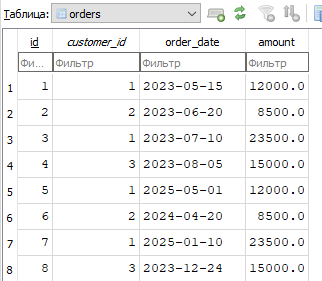 Таблица: orders
id customer_id order_date amount
Фи... Фильтр Фильтр Фильтр
1 1 1 2023-05-15 12000.0
2 2 2 2023-06-20 8500.0
3 3 1 2023-07-10 23500.0
4 4 3 2023-08-05 15000.0
5 5 1 2025-05-01 12000.0
6 6 2 2024-04-20 8500.0
7 7 1 2025-01-10 23500.0
8 8 3 2023-12-24 15000.0